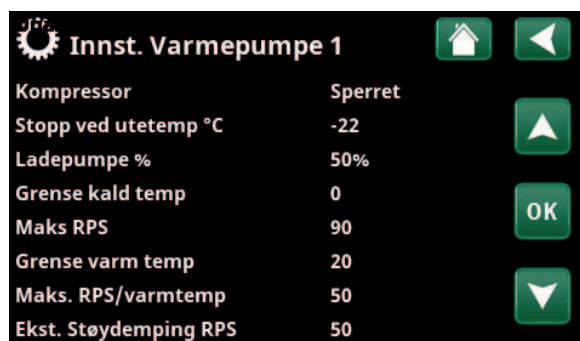 Innst. Varmepumpe 1
Kompressor Sperret
Stopp ved utetemp °C -22
Ladepumpe % 50%
Grense kald temp 0
Maks RPS 90
OK
Grense varm temp 20
Maks. RPS/varmtemp 50
Ekst. Støydemping RPS 50